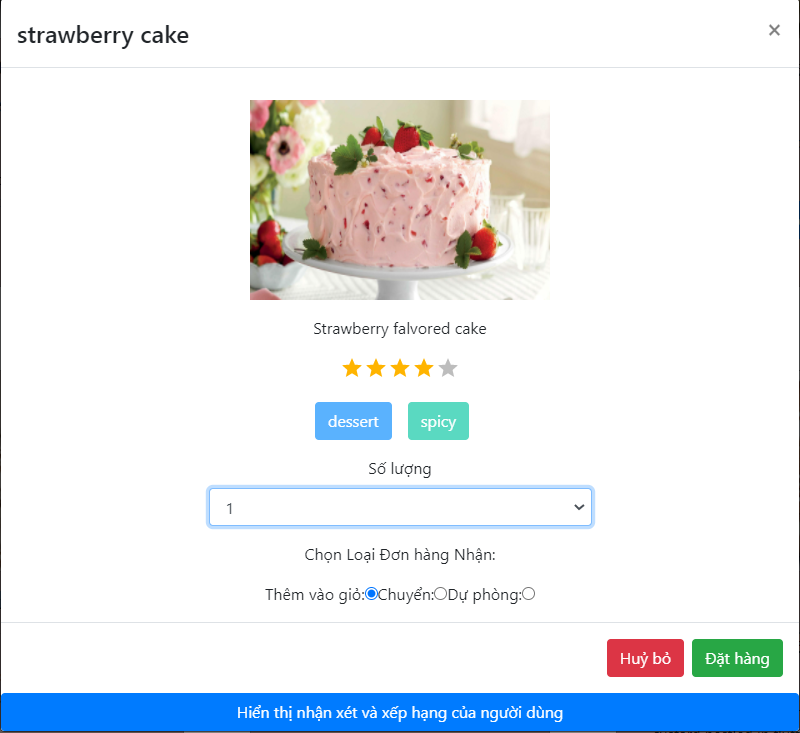 strawberry cake
×
Strawberry falvored cake
dessert spicy
Số lượng
1
Chọn Loại Đơn hàng Nhận:
Thêm vào giỏ: Chuyển: Dự phòng:
Huỷ bỏ Đặt hàng
Hiển thị nhận xét và xếp hạng của người dùng